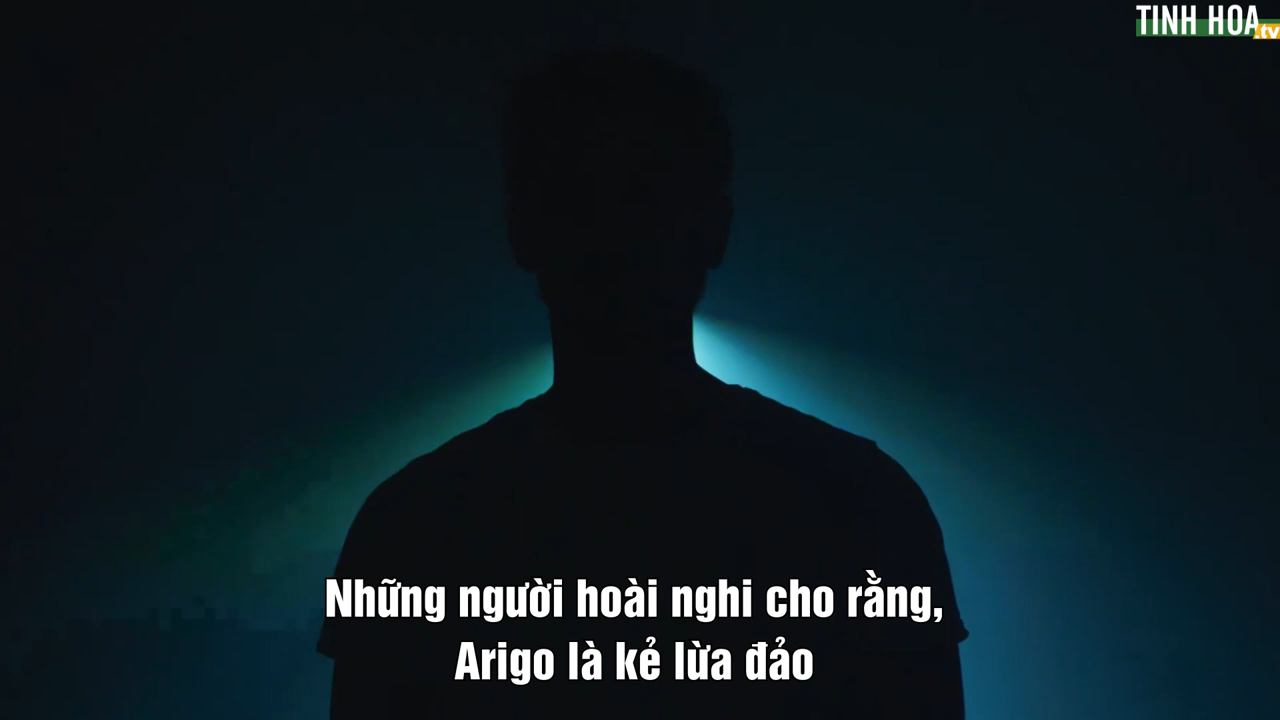 TINH HOA
.tv
Những người hoài nghi cho rằng,
Arigo là kẻ lừa đảo